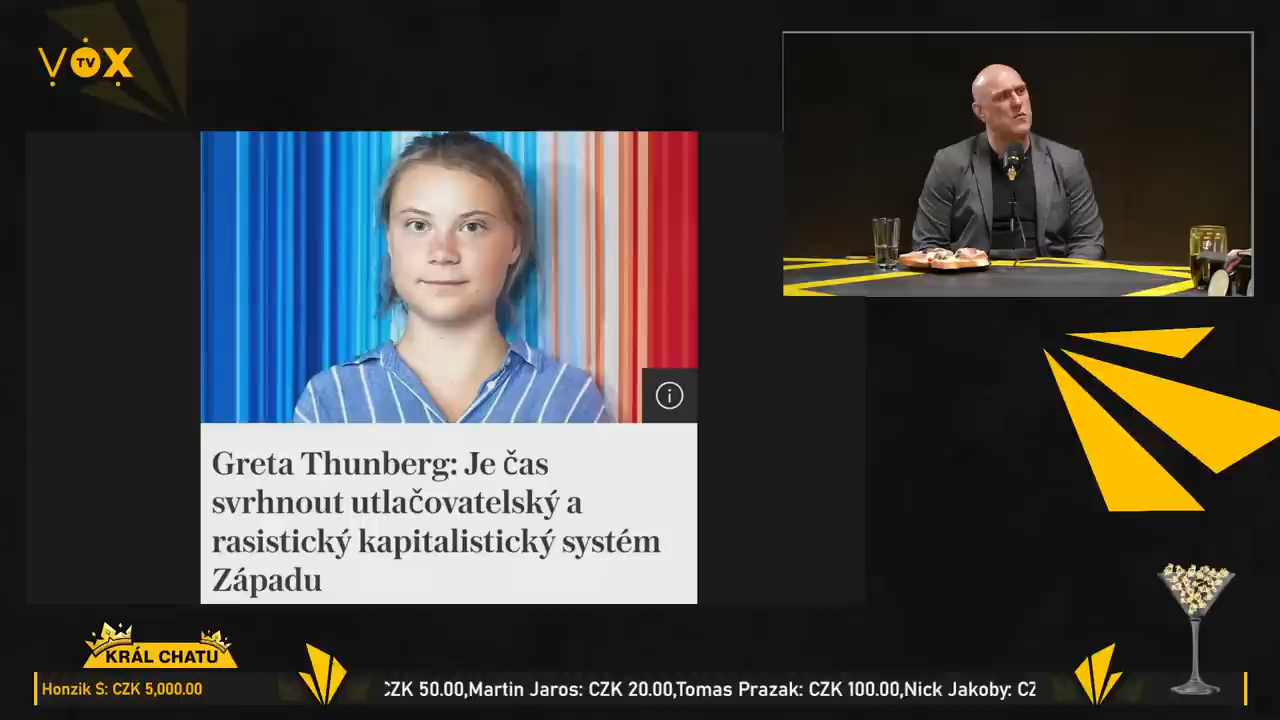 VOX
TV
Greta Thunberg: Je čas
svrhnout utlačovatelský a
rasistický kapitalistický systém
Západu
KRÁL CHATU
Honzik Š: CZK 5,000.00
CZK 50.00,Martin Jaros: CZK 20.00,Tomas Prazak: CZK 100.00,Nick Jakoby: CZ